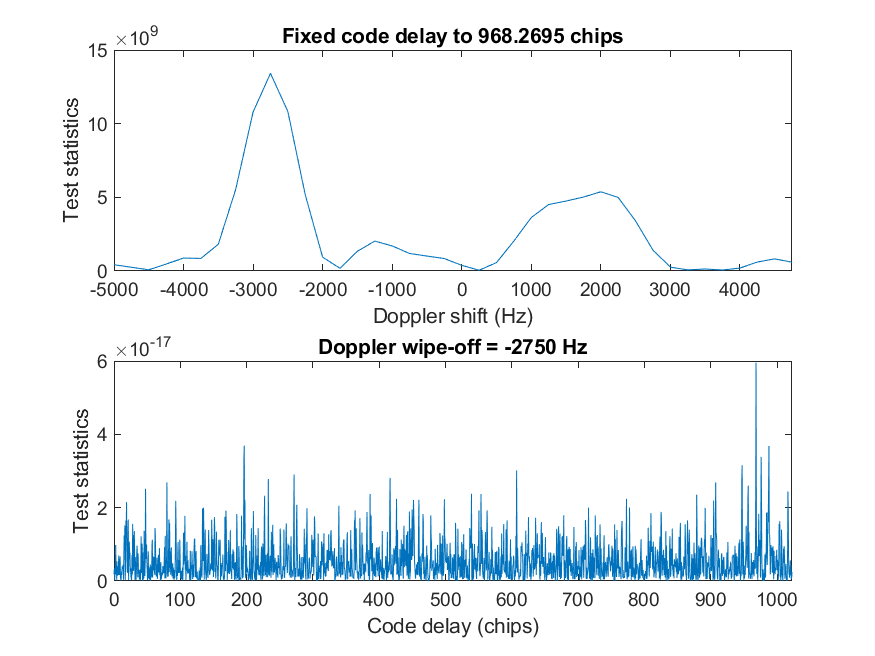 ×10^9
Fixed code delay to 968.2695 chips
15
10
5
0
Test statistics
-5000 -4000 -3000 -2000 -1000 0 1000 2000 3000 4000
Doppler shift (Hz)
×10^-17
Doppler wipe-off = -2750 Hz
6
4
2
0
Test statistics
0 100 200 300 400 500 600 700 800 900 1000
Code delay (chips)